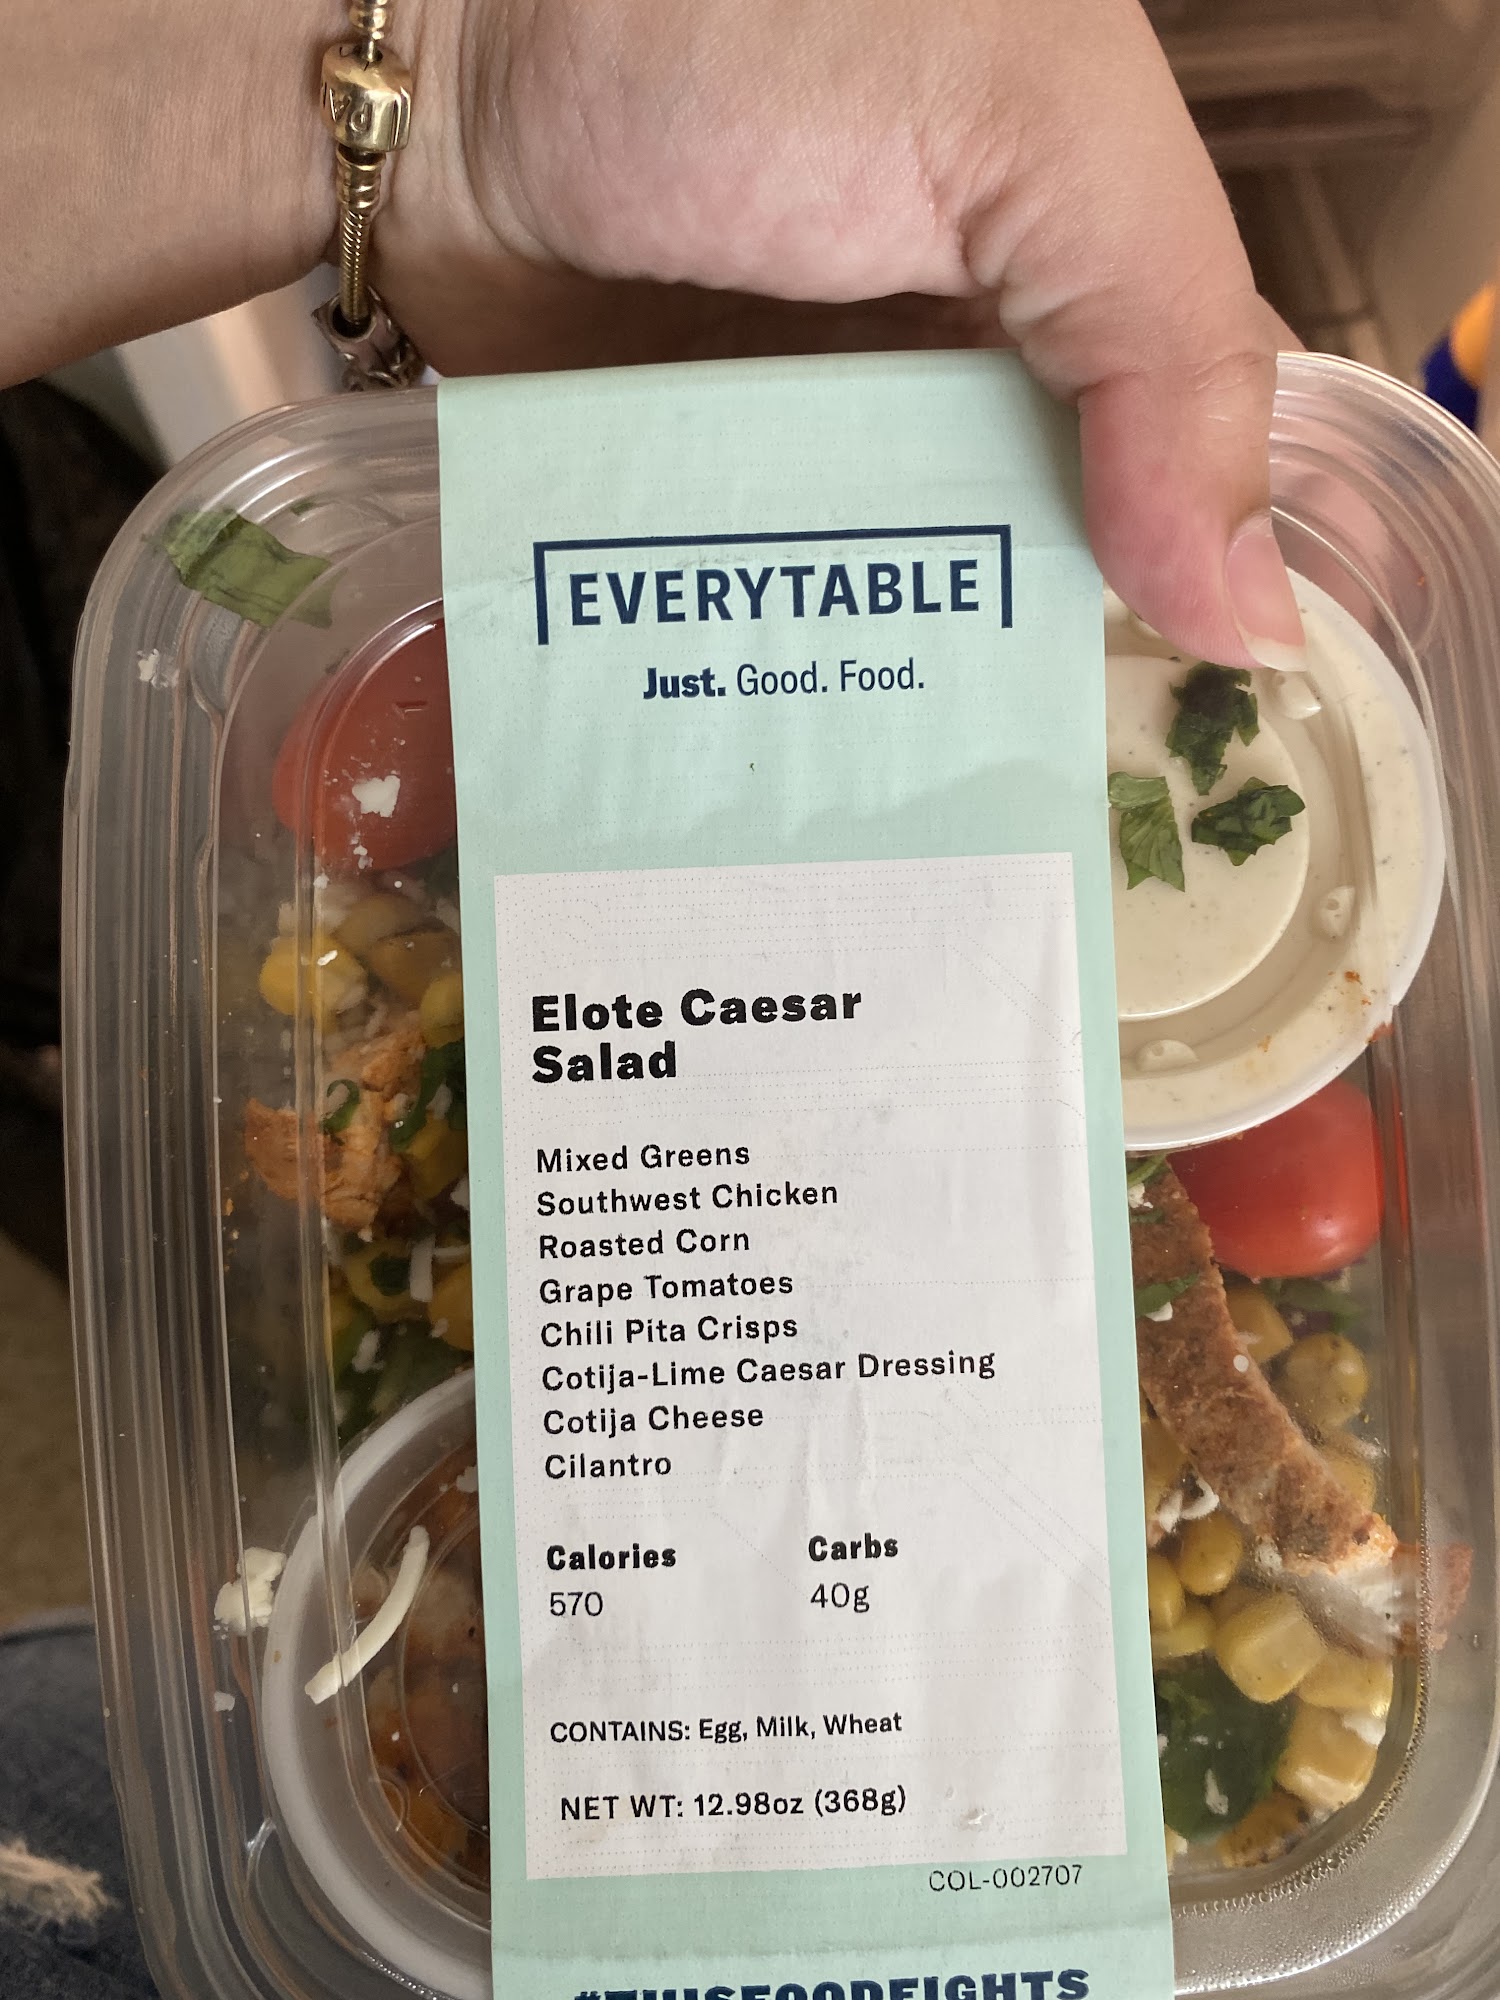 EVERYTABLE
Just. Good. Food.
Elote Caesar
Salad
Mixed Greens
Southwest Chicken
Roasted Corn
Grape Tomatoes
Chili Pita Crisps
Cotija-Lime Caesar Dressing
Cotija Cheese
Cilantro
Calories Carbs
570 40g
CONTAINS: Egg, Milk, Wheat
NET WT: 12.98oz (368g)
COL-002707
#THISFOODFIGHTS